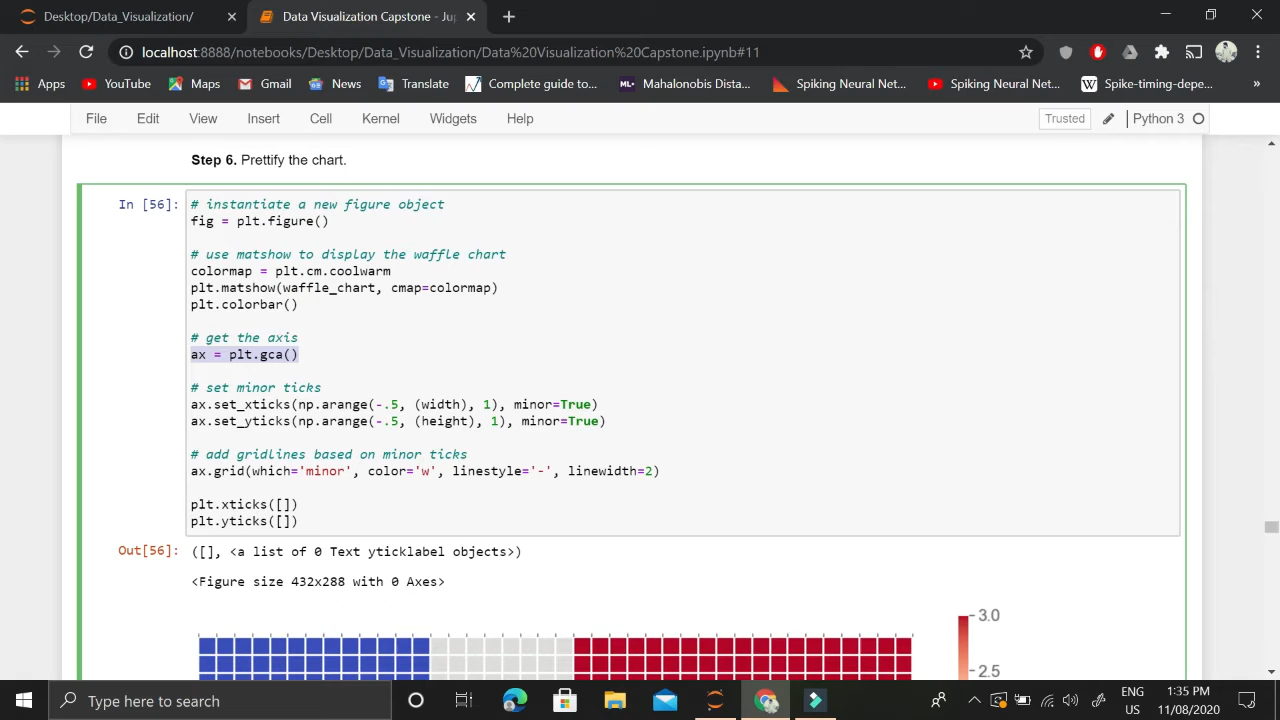 Desktop/Data_Visualization/
Data Visualization Capstone - Jup
localhost:8888/notebooks/Desktop/Data_Visualization/Data%20Visualization%20Capstone.ipynb#11
Apps YouTube Maps Gmail News Translate Complete guide to... ML+ Mahalonobis Distа... Spiking Neural Net... Spiking Neural Net... W Spike-timing-depe... »
File Edit View Insert Cell Kernel Widgets Help Trusted Python 3
Step 6. Prettify the chart.
In [56]:
# instantiate a new figure object
fig = plt.figure()
# use matshow to display the waffle chart
colormap = plt.cm.coolwarm
plt.matshow(waffle_chart, cmap=colormap)
plt.colorbar()
# get the axis
ax = plt.gca()
# set minor ticks
ax.set_xticks(np.arange(-.5, (width), 1), minor=True)
ax.set_yticks(np.arange(-.5, (height), 1), minor=True)
# add gridlines based on minor ticks
ax.grid(which='minor', color='w', linestyle='-', linewidth=2)
plt.xticks([])
plt.yticks([])
Out[56]: ([], <a list of 0 Text yticklabel objects>)
<Figure size 432x288 with 0 Axes>
3.0
2.5
Type here to search
ENG
US
1:35 PM
11/08/2020